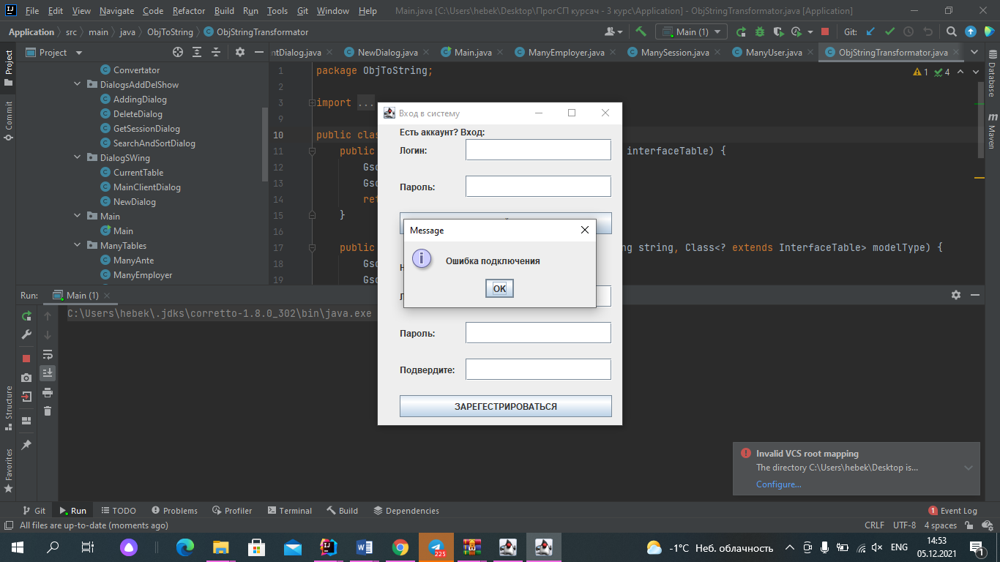 File Edit View Navigate Code Refactor Build Run Tools Git Window Help Main.java [C:\Users\hebek\Desktop\ПрогСП курсач - 3 курс\Application] - ObjStringTransformator.java [Application]
Application src main java ObjToString ObjStringTransformator Main (1) Git:
Project ntDialog.java NewDialog.java Main.java ManyEmployer.java ManySession.java ManyUser.java ObjStringTransformator.java
Project
Commit
Structure
Favorites
Database
Maven
Convertator
DialogsAddDelShow
AddingDialog
DeleteDialog
GetSessionDialog
SearchAndSortDialog
DialogSWing
CurrentTable
MainClientDialog
NewDialog
Main
Main
ManyTables
ManyAnte
ManyEmployer
1 package ObjToString;
2
3 import ...
9
10 public clas
11 public interfaceTable) {
12 Gso
13 Gso
14 ret
15 }
16
17 public ng string, Class<? extends InterfaceTable> modelType) {
18 Gso
19 Gso
1 4
Вход в систему
Есть аккаунт? Вход:
Логин:
Пароль:
Message
Ошибка подключения
OK
Пароль:
Подвердите:
ЗАРЕГЕСТРИРОВАТЬСЯ
Run: Main (1)
C:\Users\hebek\.jdks\corretto-1.8.0_302\bin\java.exe
Invalid VCS root mapping
The directory C:\Users\hebek\Desktop is...
Configure...
Git Run TODO Problems Profiler Terminal Build Dependencies 1 Event Log
All files are up-to-date (moments ago) CRLF UTF-8 4 spaces
225
-1°C Неб. облачность ENG 14:53
05.12.2021
1